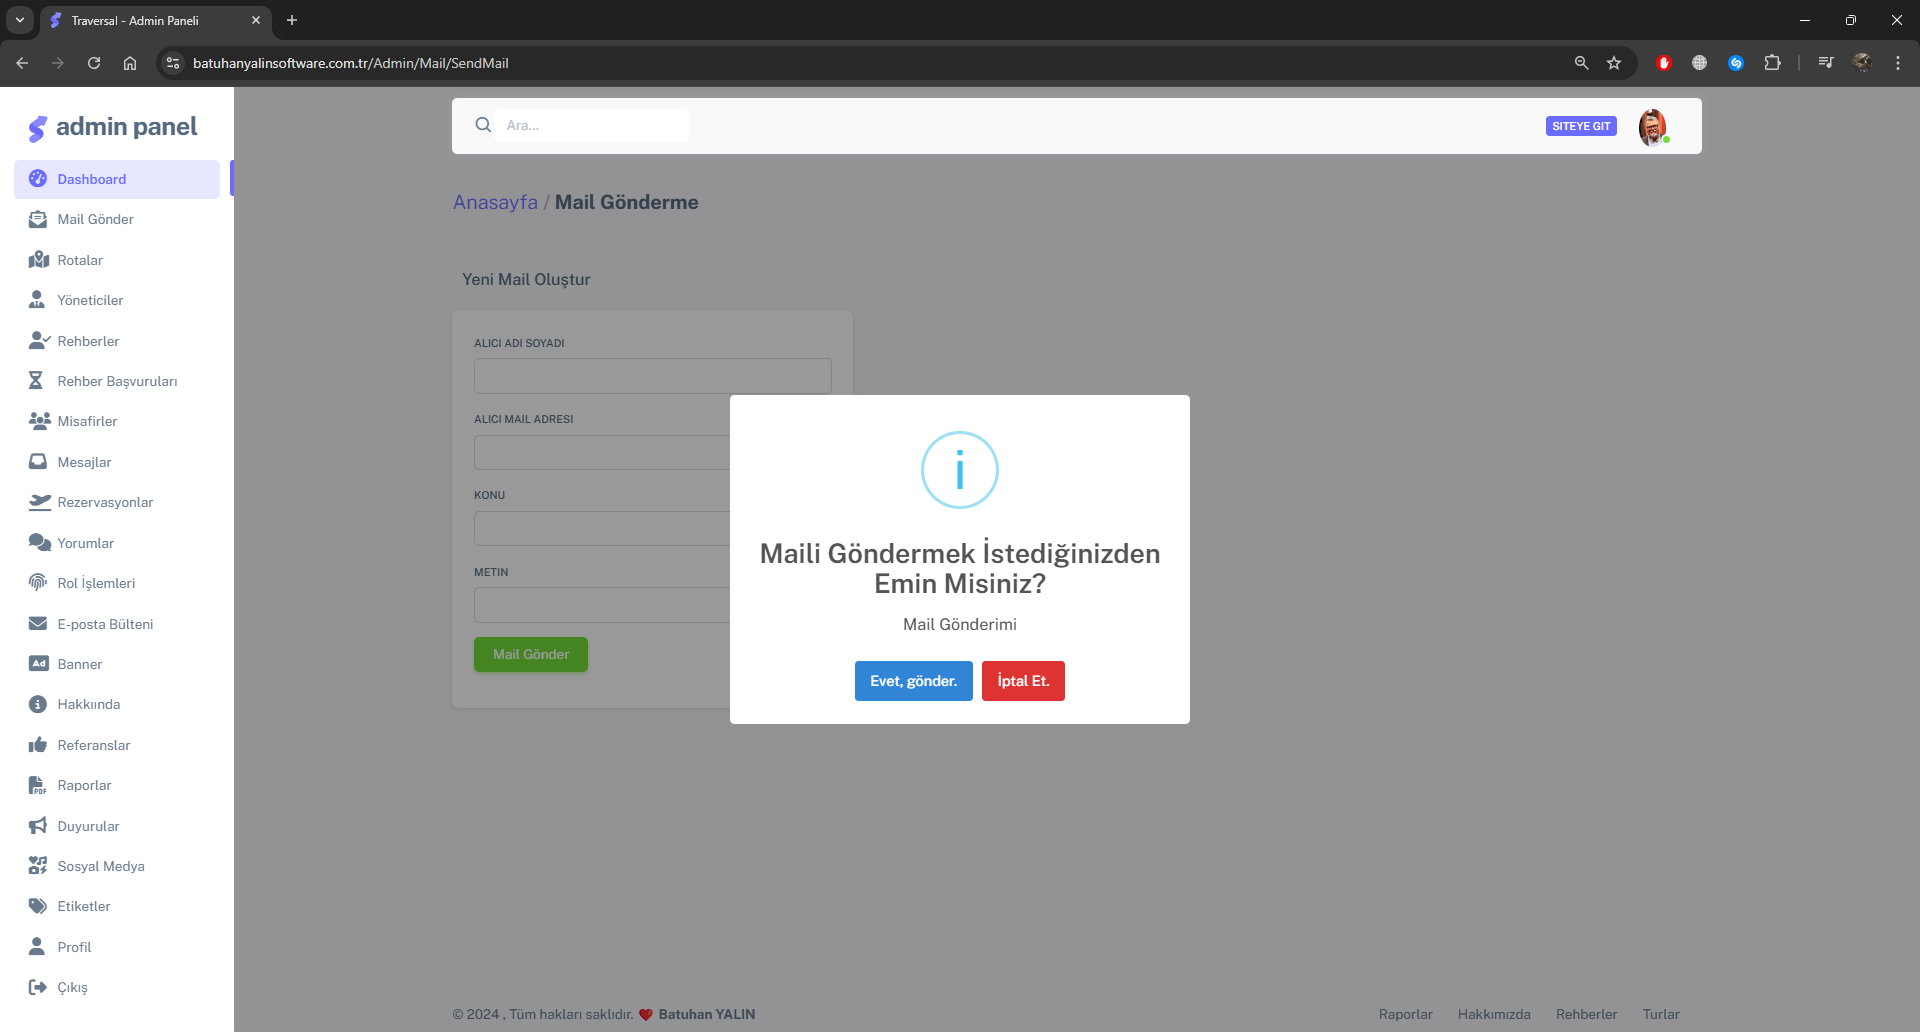 Traversal - Admin Paneli
batuhanyalinsoftware.com.tr/Admin/Mail/SendMail
admin panel
Dashboard
Mail Gönder
Rotalar
Yöneticiler
Rehberler
Rehber Başvuruları
Misafirler
Mesajlar
Rezervasyonlar
Yorumlar
Rol İşlemleri
E-posta Bülteni
Ad Banner
Hakkıında
Referanslar
PDF Raporlar
Duyurular
Sosyal Medya
Etiketler
Profil
Çıkış
Ara...
SITEYE GIT
Anasayfa / Mail Gönderme
Yeni Mail Oluştur
ALICI ADI SOYADI
ALICI MAIL ADRESI
KONU
METIN
Mail Gönder
i
Maili Göndermek İstediğinizden
Emin Misiniz?
Mail Gönderimi
Evet, gönder.
İptal Et.
© 2024 , Tüm hakları saklıdır. ❤️ Batuhan YALIN
Raporlar Hakkımızda Rehberler Turlar